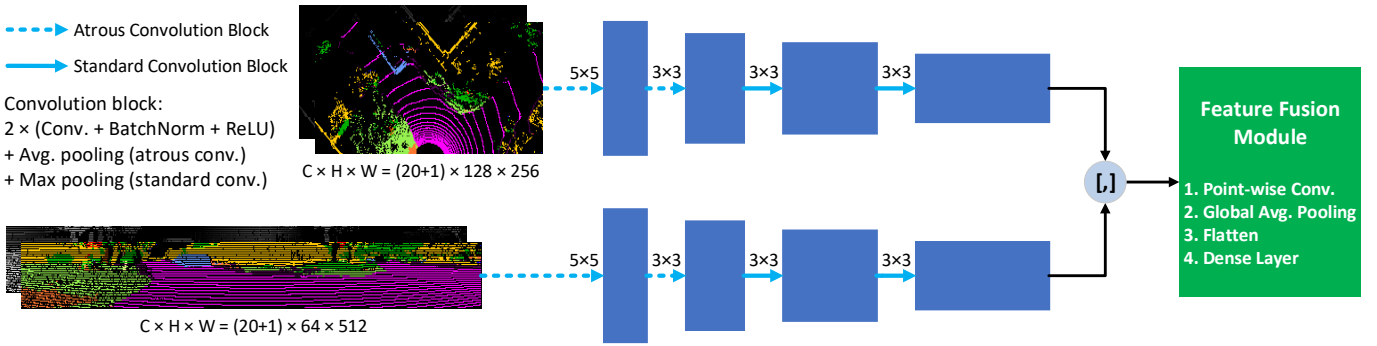 Atrous Convolution Block
Standard Convolution Block
Convolution block:
2 × (Conv. + BatchNorm + ReLU)
+ Avg. pooling (atrous conv.)
+ Max pooling (standard conv.)
C × H × W = (20+1) × 128 × 256
5×5
3×3
3×3
3×3
C × H × W = (20+1) × 64 × 512
5×5
3×3
3×3
3×3
[,]
Feature Fusion
Module
1. Point-wise Conv.
2. Global Avg. Pooling
3. Flatten
4. Dense Layer